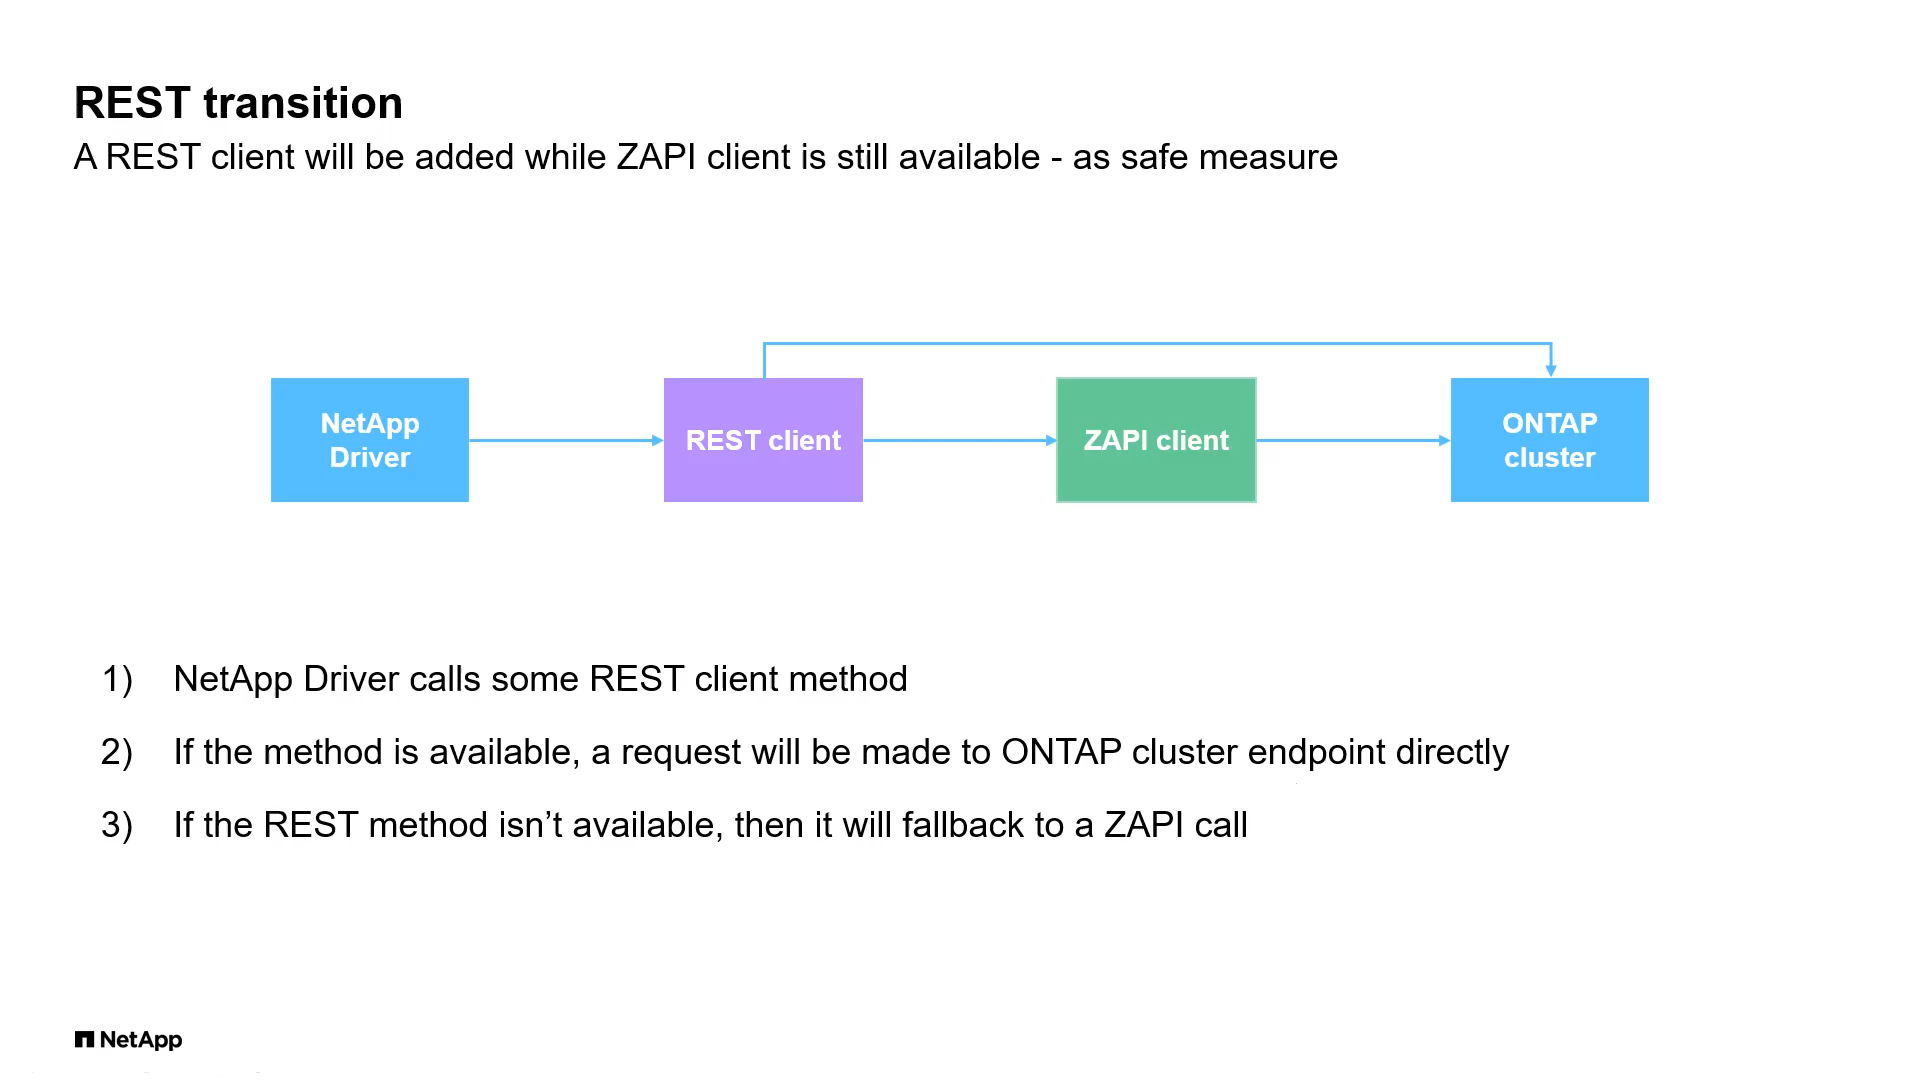 REST transition
A REST client will be added while ZAPI client is still available - as safe measure
NetApp
Driver
REST client
ZAPI client
ONTAP
cluster
1) NetApp Driver calls some REST client method
2) If the method is available, a request will be made to ONTAP cluster endpoint directly
3) If the REST method isn’t available, then it will fallback to a ZAPI call
NetApp